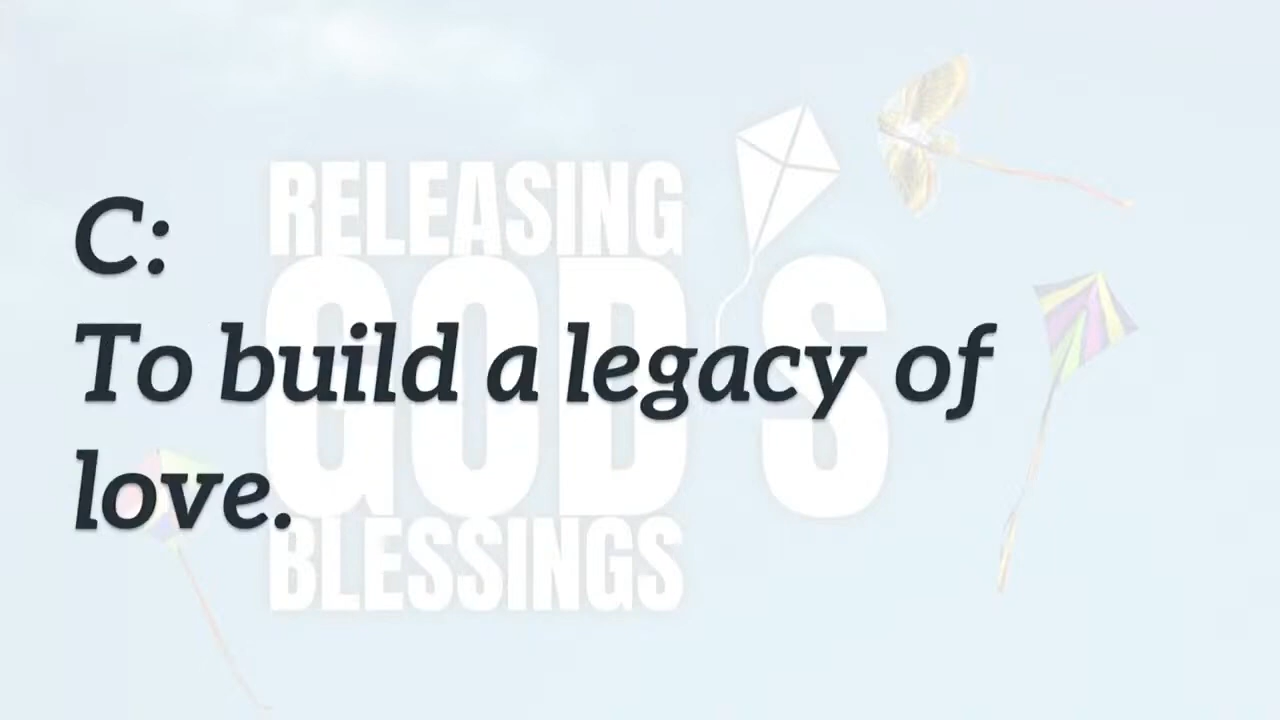 RELEASING
GOD'S
BLESSINGS
C:
To build a legacy of
love.